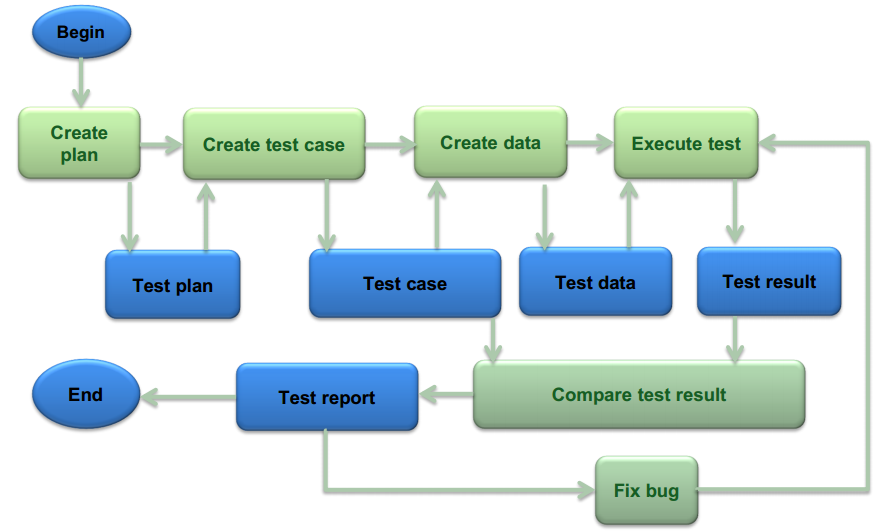 Begin
Create
plan
Create test case
Create data
Execute test
Test plan
Test case
Test data
Test result
End
Test report
Compare test result
Fix bug